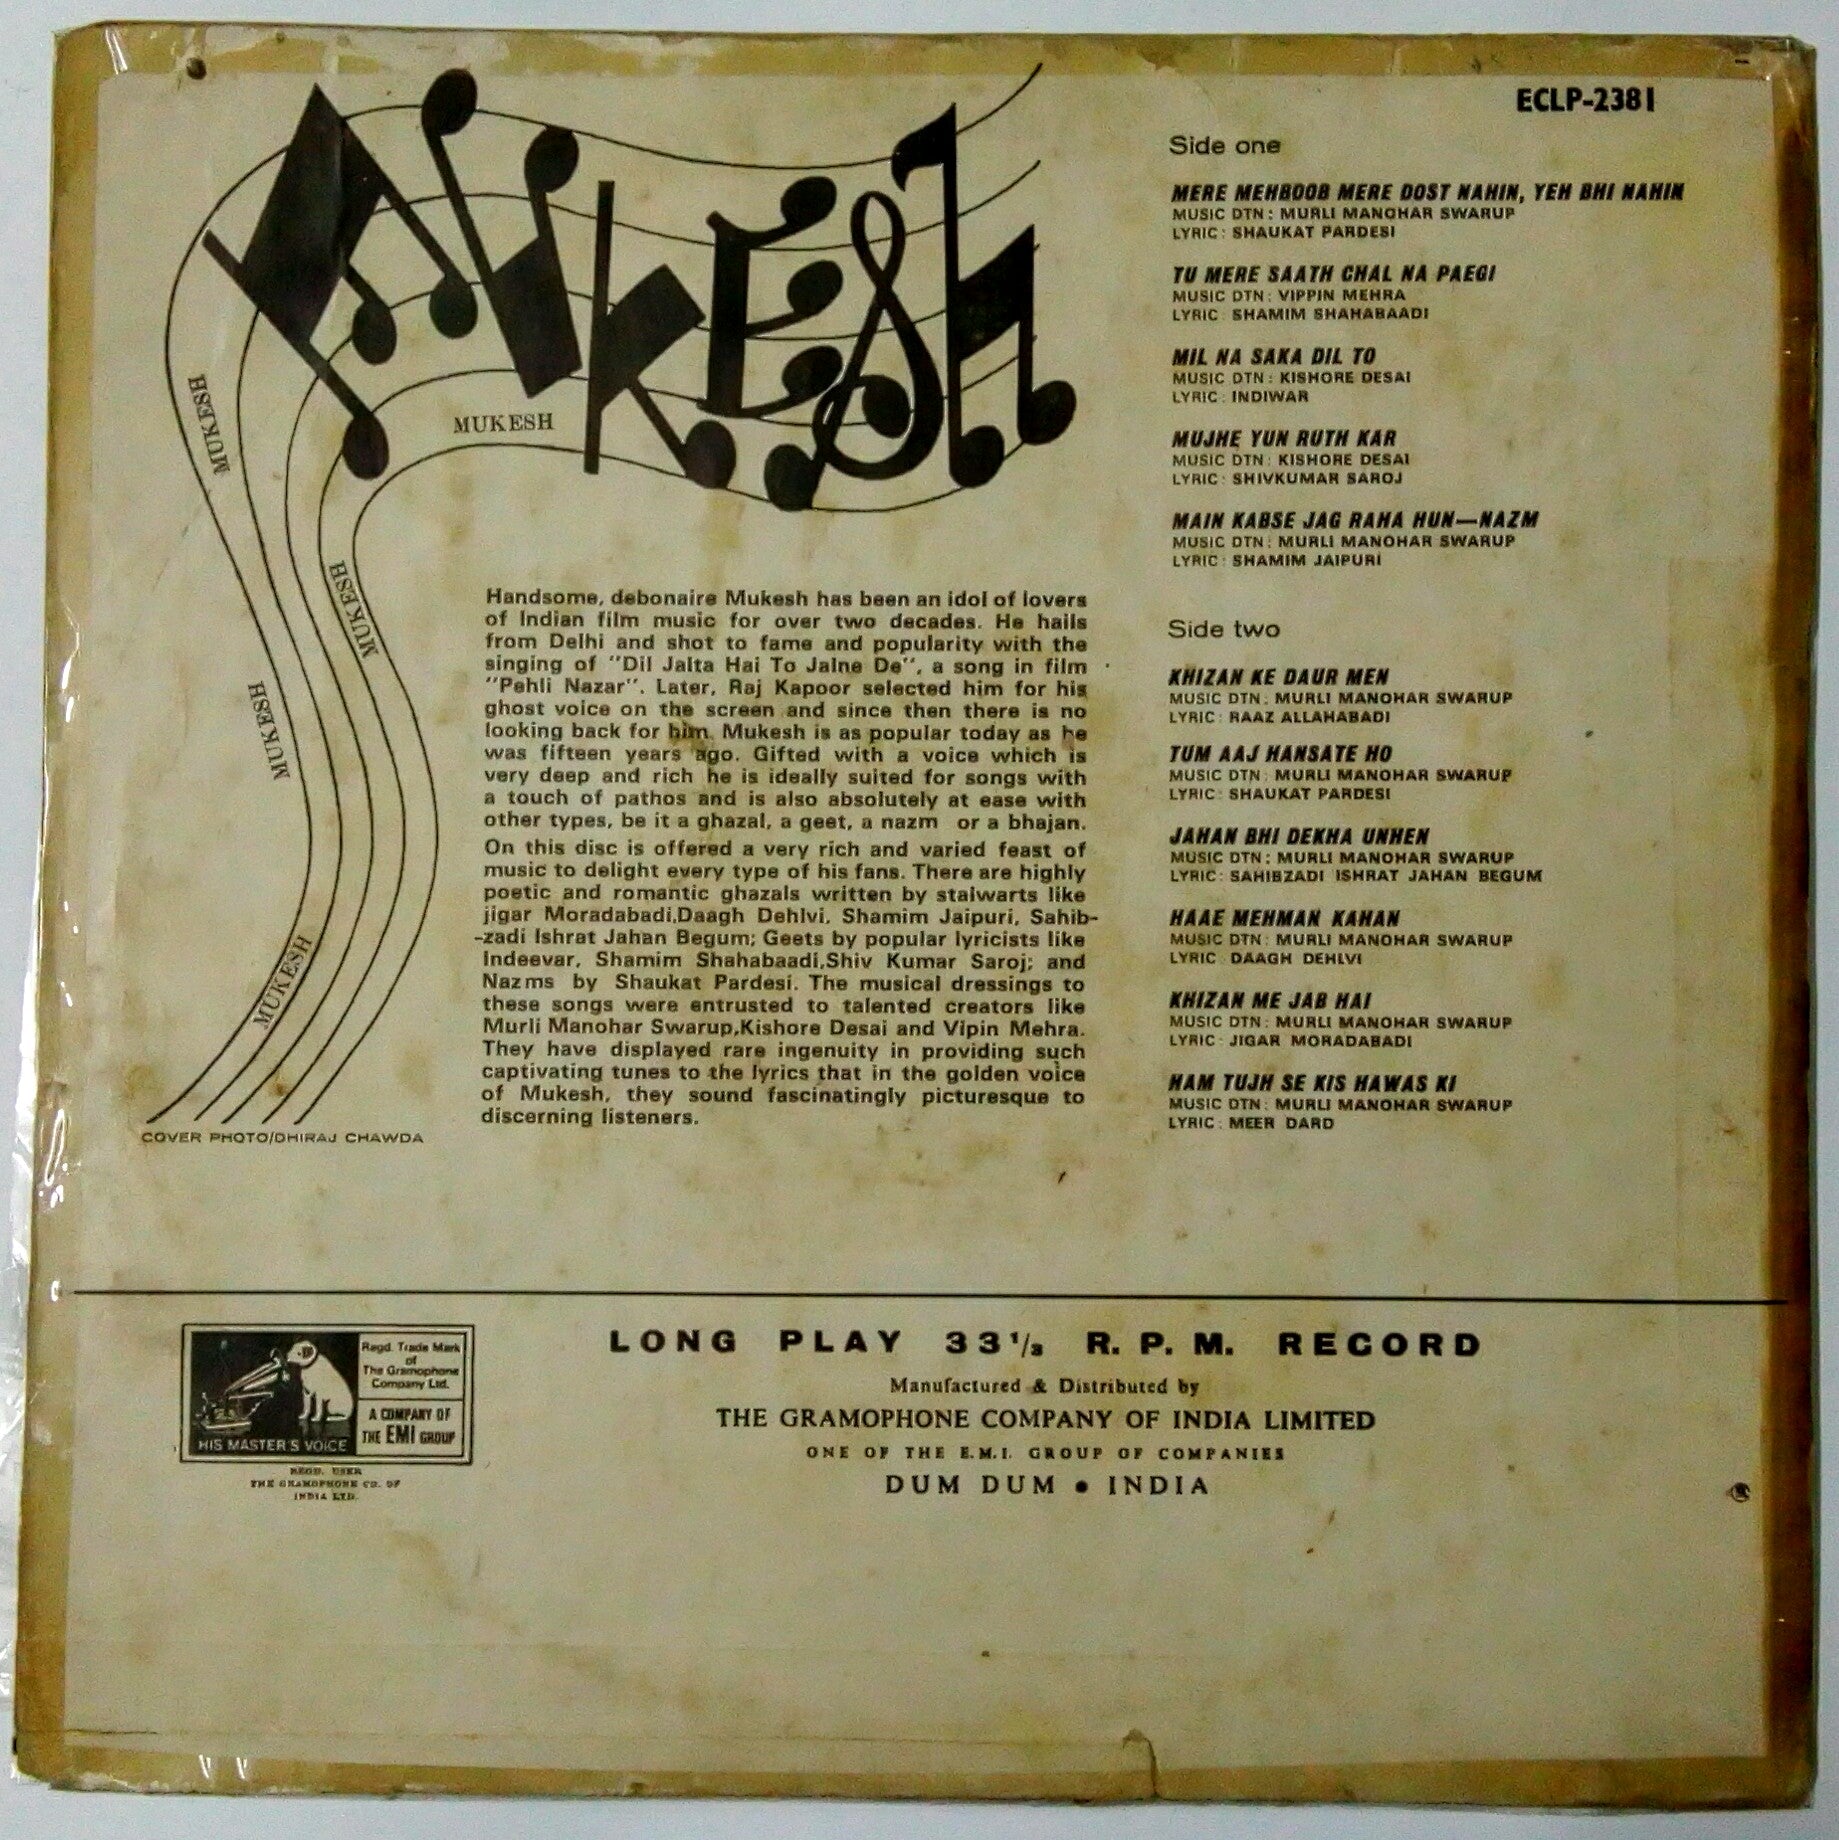 ECLP-2381
MUKESH
MUKESH
MUKESH
MUKESH
MUKESH
MUKESH
MUKESH
COVER PHOTO/DHIRAJ CHAWDA
Handsome, debonaire Mukesh has been an idol of lovers
of Indian film music for over two decades. He hails
from Delhi and shot to fame and popularity with the
singing of "Dil Jalta Hai To Jalne De", a song in film
"Pehli Nazar". Later, Raj Kapoor selected him for his
ghost voice on the screen and since then there is no
looking back for him. Mukesh is as popular today as he
was fifteen years ago. Gifted with a voice which is
very deep and rich he is ideally suited for songs with
a touch of pathos and is also absolutely at ease with
other types, be it a ghazal, a geet, a nazm or a bhajan.
On this disc is offered a very rich and varied feast of
music to delight every type of his fans. There are highly
poetic and romantic ghazals written by stalwarts like
jigar Moradabadi,Daagh Dehlvi, Shamim Jaipuri, Sahib-
-zadi Ishrat Jahan Begum; Geets by popular lyricists like
Indeevar, Shamim Shahabaadi,Shiv Kumar Saroj; and
Nazms by Shaukat Pardesi. The musical dressings to
these songs were entrusted to talented creators like
Murli Manohar Swarup,Kishore Desai and Vipin Mehra.
They have displayed rare ingenuity in providing such
captivating tunes to the lyrics that in the golden voice
of Mukesh, they sound fascinatingly picturesque to
discerning listeners.
Side one
MERE MEHBOOB MERE DOST NAHIN, YEH BHI NAHIN
MUSIC DTN: MURLI MANOHAR SWARUP
LYRIC: SHAUKAT PARDESI
TU MERE SAATH CHAL NA PAEGI
MUSIC DTN: VIPPIN MEHRA
LYRIC: SHAMIM SHAHABAADI
MIL NA SAKA DIL TO
MUSIC DTN: KISHORE DESAI
LYRIC: INDIWAR
MUJHE YUN RUTH KAR
MUSIC DTN: KISHORE DESAI
LYRIC: SHIVKUMAR SAROJ
MAIN KABSE JAG RAHA HUN—NAZM
MUSIC DTN: MURLI MANOHAR SWARUP
LYRIC: SHAMIM JAIPURI
Side two
KHIZAN KE DAUR MEN
MUSIC DTN: MURLI MANOHAR SWARUP
LYRIC: RAAZ ALLAHABADI
TUM AAJ HANSATE HO
MUSIC DTN: MURLI MANOHAR SWARUP
LYRIC: SHAUKAT PARDESI
JAHAN BHI DEKHA UNHEN
MUSIC DTN: MURLI MANOHAR SWARUP
LYRIC: SAHIBZADI ISHRAT JAHAN BEGUM
HAAE MEHMAN KAHAN
MUSIC DTN: MURLI MANOHAR SWARUP
LYRIC: DAAGH DEHLVI
KHIZAN ME JAB HAI
MUSIC DTN: MURLI MANOHAR SWARUP
LYRIC: JIGAR MORADABADI
HAM TUJH SE KIS HAWAS KI
MUSIC DTN: MURLI MANOHAR SWARUP
LYRIC: MEER DARD
HIS MASTER'S VOICE
Regd. Trade Mark
of
The Gramophone
Company Ltd.
A COMPANY OF
THE EMI GROUP
REGD. USER
THE GRAMOPHONE CO. OF
INDIA LTD.
LONG PLAY 33⅓ R. P. M. RECORD
Manufactured & Distributed by
THE GRAMOPHONE COMPANY OF INDIA LIMITED
ONE OF THE E.M.I. GROUP OF COMPANIES
DUM DUM ● INDIA